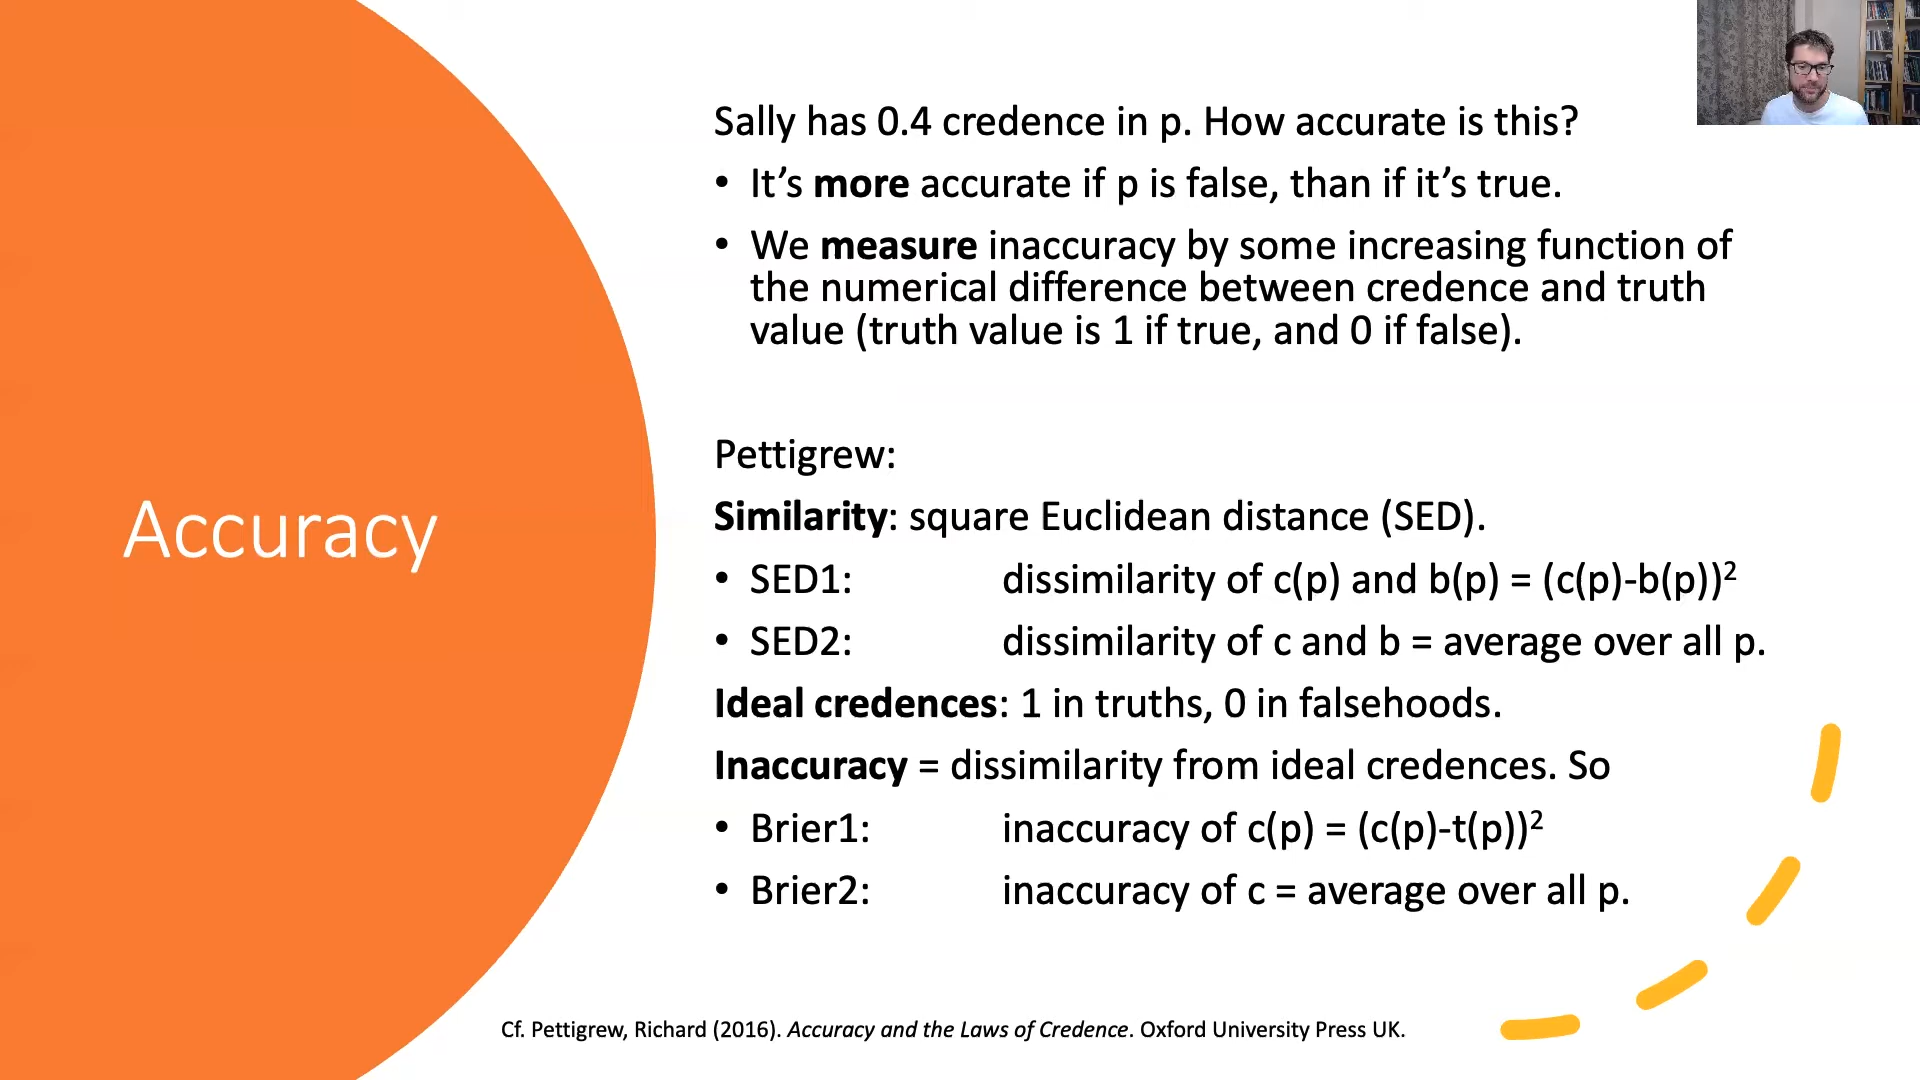 Accuracy
Sally has 0.4 credence in p. How accurate is this?
• It’s more accurate if p is false, than if it’s true.
• We measure inaccuracy by some increasing function of
the numerical difference between credence and truth
value (truth value is 1 if true, and 0 if false).
Pettigrew:
Similarity: square Euclidean distance (SED).
• SED1: dissimilarity of c(p) and b(p) = (c(p)-b(p))²
• SED2: dissimilarity of c and b = average over all p.
Ideal credences: 1 in truths, 0 in falsehoods.
Inaccuracy = dissimilarity from ideal credences. So
• Brier1: inaccuracy of c(p) = (c(p)-t(p))²
• Brier2: inaccuracy of c = average over all p.
Cf. Pettigrew, Richard (2016). Accuracy and the Laws of Credence. Oxford University Press UK.